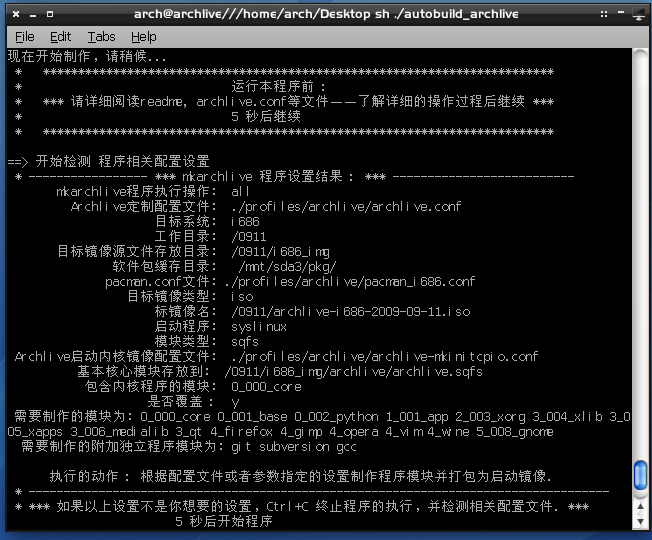 arch@archlive///home/arch/Desktop sh ./autobuild_archlive
File Edit Tabs Help
现在开始制作，请稍候...
* ********************************************************************
* 运行本程序前：
* *** 请详细阅读readme, archlive.conf等文件——了解详细的操作过程后继续 ***
* 5 秒后继续
* ********************************************************************
==> 开始检测 程序相关配置设置
* ----------------- *** mkarchlive 程序设置结果： *** --------------------------
mkarchlive程序执行操作: all
Archlive定制配置文件: ./profiles/archlive/archlive.conf
目标系统: i686
工作目录: /0911
目标镜像源文件存放目录: /0911/i686_img
软件包缓存目录: /mnt/sda3/pkg/
pacman.conf文件: ./profiles/archlive/pacman_i686.conf
目标镜像类型: iso
标镜像名: /0911/archlive-i686-2009-09-11.iso
启动程序: syslinux
模块类型: sqfs
Archlive启动内核镜像配置文件: ./profiles/archlive/archlive-mkinitcpio.conf
基本核心模块存放到: /0911/i686_img/archlive/archlive.sqfs
包含内核程序的模块: 0_000_core
是否覆盖： y
需要制作的模块为: 0_000_core 0_001_base 0_002_python 1_001_app 2_003_xorg 3_004_xlib 3_0
05_xapps 3_006_medialib 3_qt 4_firefox 4_gimp 4_opera 4_vim 4_wine 5_008_gnome
需要制作的附加独立程序模块为: git subversion gcc
执行的动作： 根据配置文件或者参数指定的设置制作程序模块并打包为启动镜像.
* -----------------------------------------------------------------------------------
* *** 如果以上设置不是你想要的设置, Ctrl+C 终止程序的执行，并检测相关配置文件. ***
5 秒后开始程序